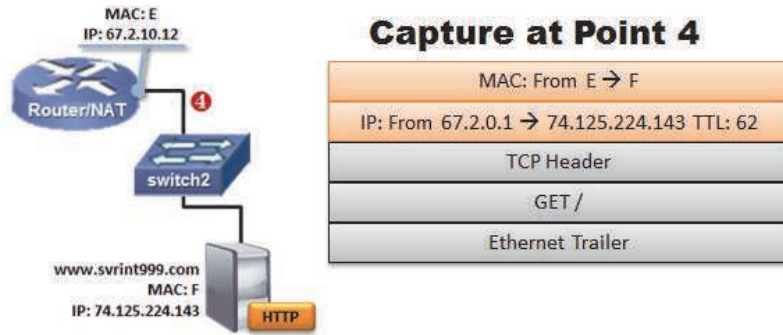 MAC: E
IP: 67.2.10.12
Router/NAT
4
switch2
www.svrint999.com
MAC: F
IP: 74.125.224.143
HTTP
Capture at Point 4
MAC: From E → F
IP: From 67.2.0.1 → 74.125.224.143 TTL: 62
TCP Header
GET /
Ethernet Trailer